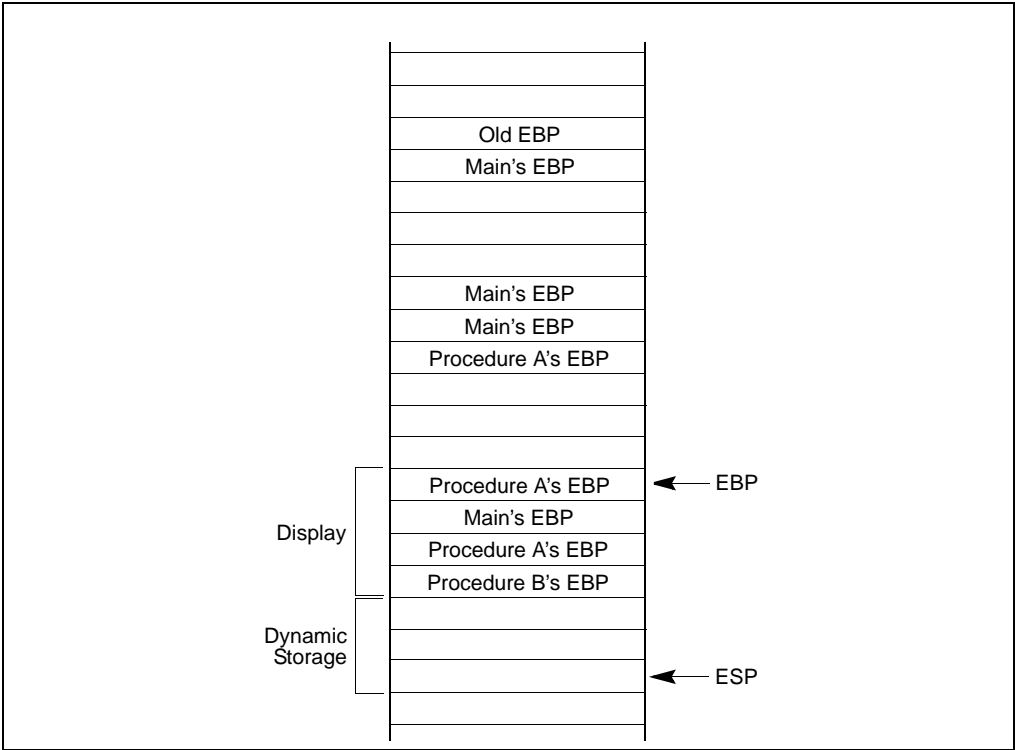 Old EBP
Main's EBP
Main's EBP
Main's EBP
Procedure A's EBP
Procedure A's EBP
EBP
Main's EBP
Display
Procedure A's EBP
Procedure B's EBP
Dynamic
Storage
ESP